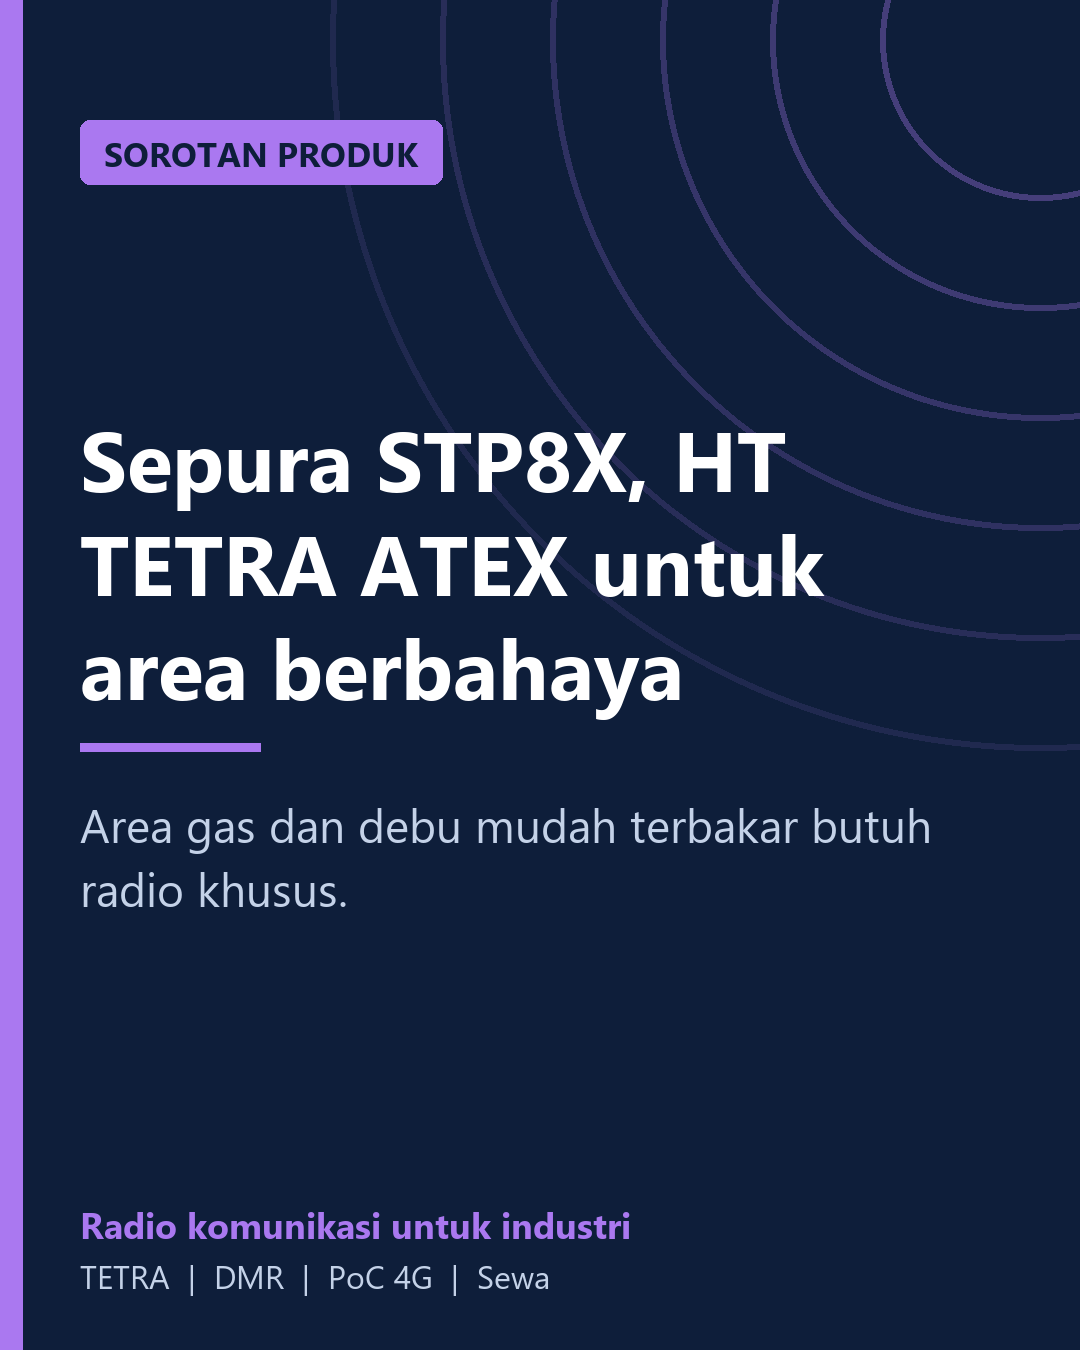 SOROTAN PRODUK
Sepura STP8X, HT
TETRA ATEX untuk
area berbahaya
Area gas dan debu mudah terbakar butuh
radio khusus.
Radio komunikasi untuk industri
TETRA | DMR | PoC 4G | Sewa